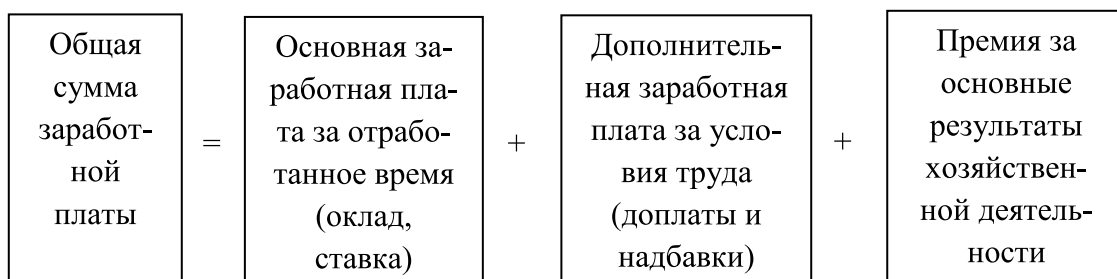 Общая
сумма
заработ-
ной
платы
=
Основная за-
работная пла-
та за отрабо-
танное время
(оклад,
ставка)
+
Дополнитель-
ная заработная
плата за усло-
вия труда
(доплаты и
надбавки)
+
Премия за
основные
результаты
хозяйствен-
ной деятель-
ности